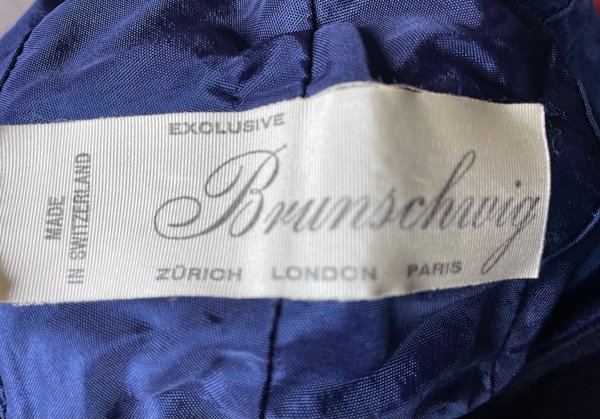 MADE
IN SWITZERLAND
EXCLUSIVE
Brunschwig
ZÜRICH LONDON PARIS